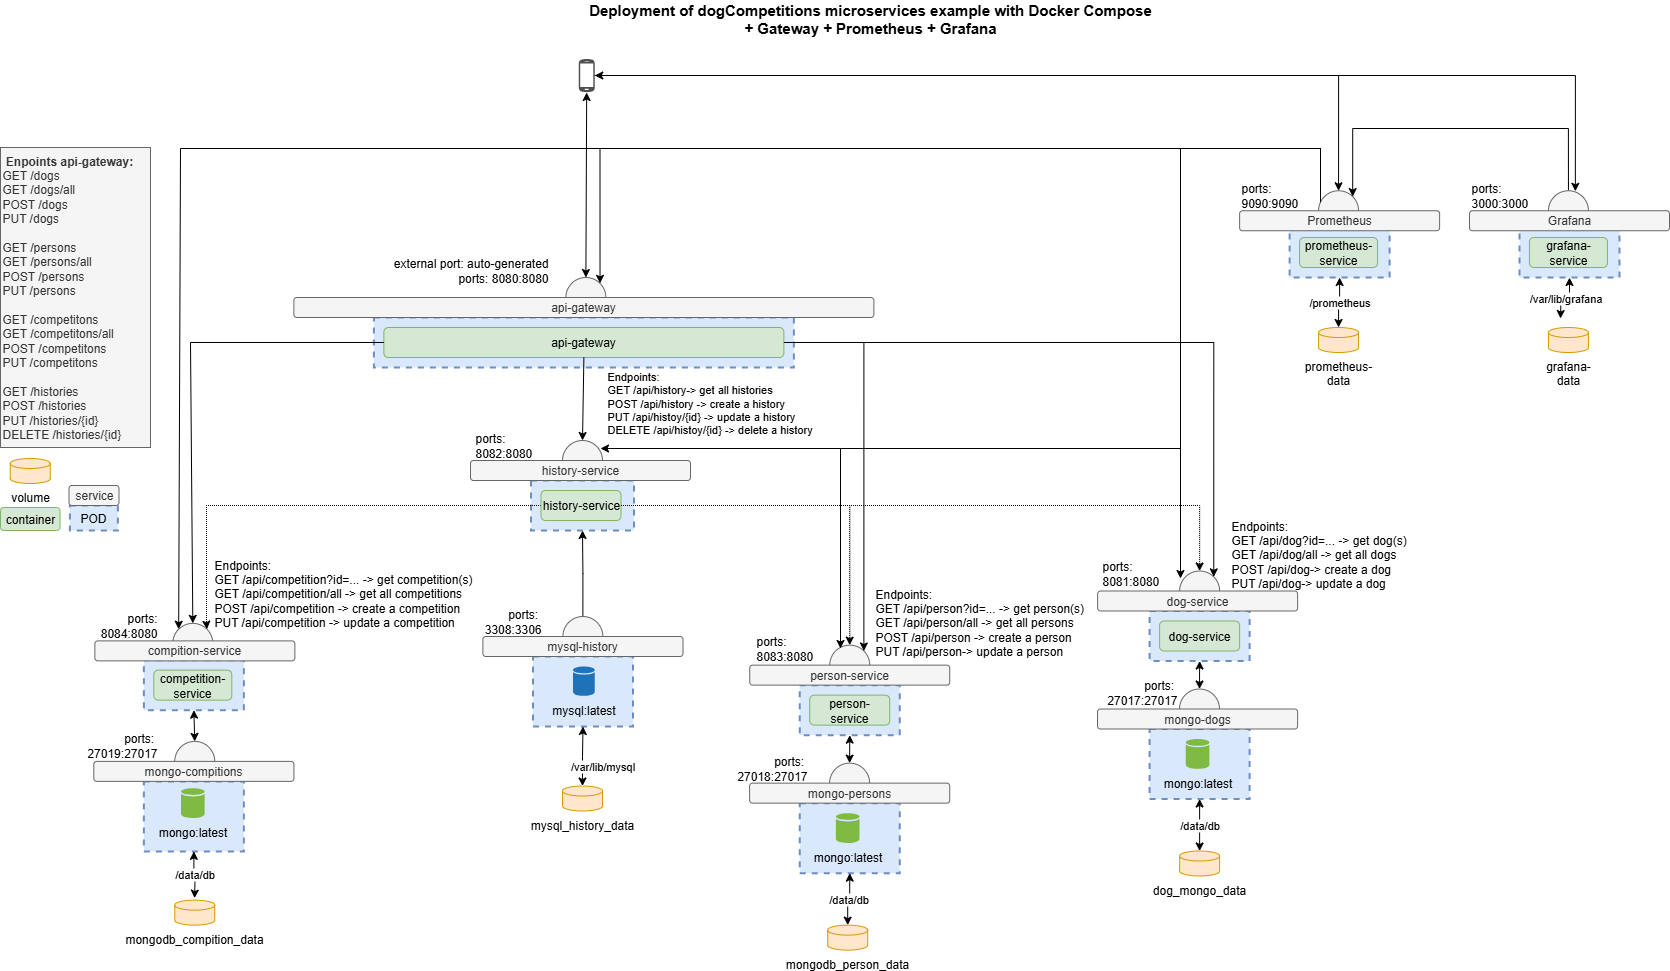 Deployment of dogCompetitions microservices example with Docker Compose
+ Gateway + Prometheus + Grafana
Enpoints api-gateway:
GET /dogs
GET /dogs/all
POST /dogs
PUT /dogs
GET /persons
GET /persons/all
POST /persons
PUT /persons
GET /competitons
GET /competitons/all
POST /competitons
PUT /competitons
GET /histories
POST /histories
PUT /histories/{id}
DELETE /histories/{id}
volume
service
container
POD
ports:
9090:9090
Prometheus
prometheus-
service
/prometheus
prometheus-
data
ports:
3000:3000
Grafana
grafana-
service
/var/lib/grafana
grafana-
data
external port: auto-generated
ports: 8080:8080
api-gateway
api-gateway
Endpoints:
GET /api/history-> get all histories
POST /api/history -> create a history
PUT /api/histoy/{id} -> update a history
DELETE /api/histoy/{id} -> delete a history
ports:
8082:8080
history-service
history-service
Endpoints:
GET /api/competition?id=... -> get competition(s)
GET /api/competition/all -> get all competitions
POST /api/competition -> create a competition
PUT /api/competition -> update a competition
ports:
8084:8080
compition-service
competition-
service
ports:
27019:27017
mongo-compitions
mongo:latest
/data/db
mongodb_compition_data
ports:
3308:3306
mysql-history
mysql:latest
/var/lib/mysql
mysql_history_data
Endpoints:
GET /api/person?id=... -> get person(s)
GET /api/person/all -> get all persons
POST /api/person -> create a person
PUT /api/person-> update a person
ports:
8083:8080
person-service
person-
service
ports:
27018:27017
mongo-persons
mongo:latest
/data/db
mongodb_person_data
Endpoints:
GET /api/dog?id=... -> get dog(s)
GET /api/dog/all -> get all dogs
POST /api/dog-> create a dog
PUT /api/dog-> update a dog
ports:
8081:8080
dog-service
dog-service
ports:
27017:27017
mongo-dogs
mongo:latest
/data/db
dog_mongo_data